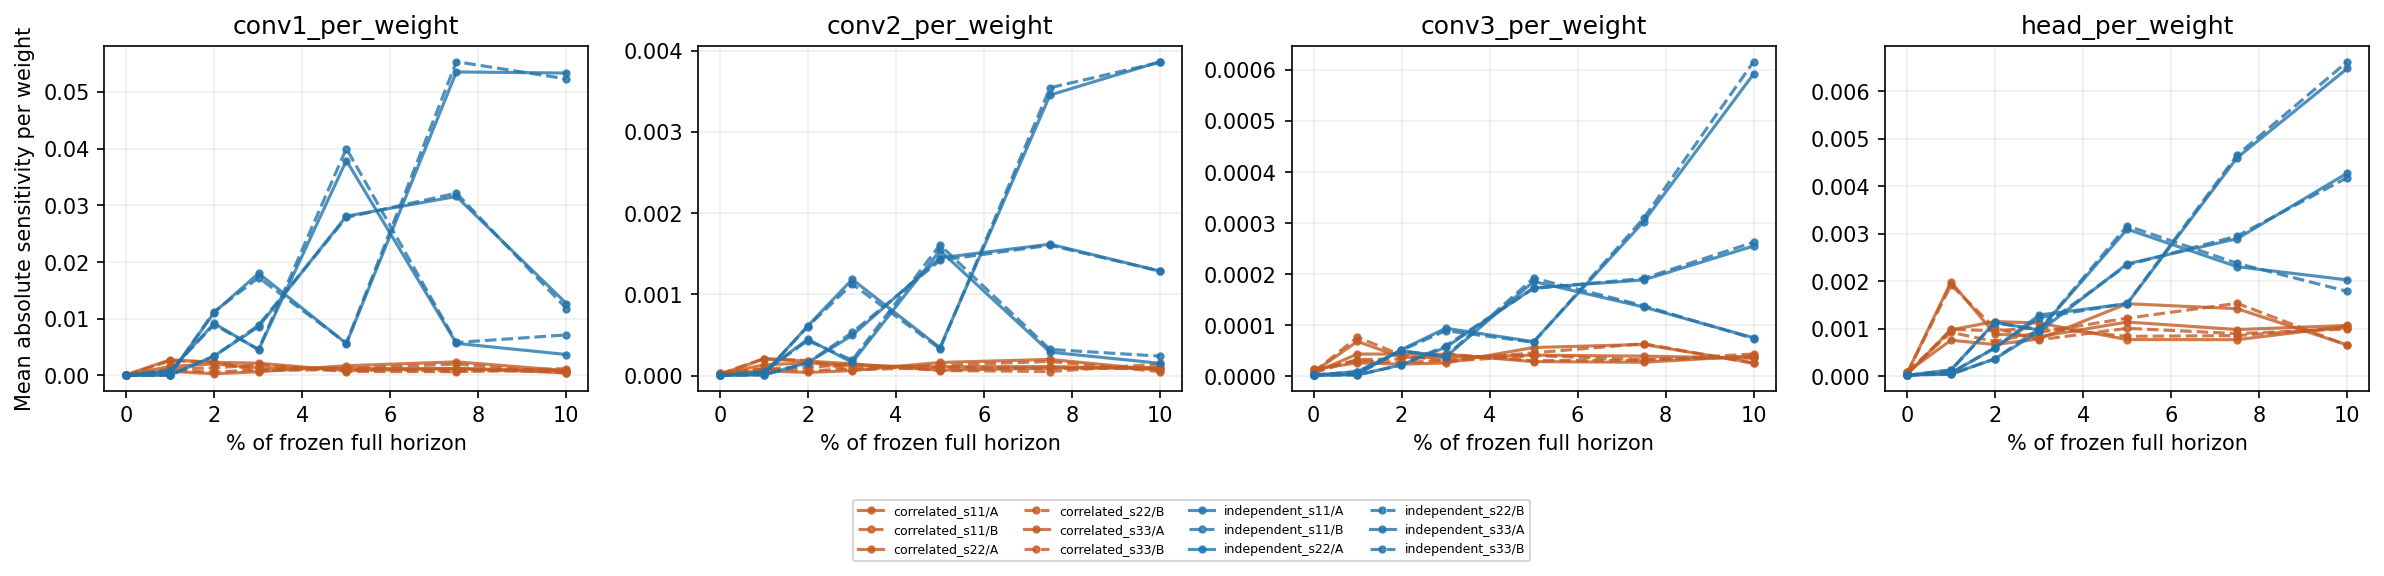 conv1_per_weight
conv2_per_weight
conv3_per_weight
head_per_weight
Mean absolute sensitivity per weight
0.05
0.04
0.03
0.02
0.01
0.00
0 2 4 6 8 10
% of frozen full horizon
0.004
0.003
0.002
0.001
0.000
0 2 4 6 8 10
% of frozen full horizon
0.0006
0.0005
0.0004
0.0003
0.0002
0.0001
0.0000
0 2 4 6 8 10
% of frozen full horizon
0.006
0.005
0.004
0.003
0.002
0.001
0.000
0 2 4 6 8 10
% of frozen full horizon
correlated_s11/A
correlated_s11/B
correlated_s22/A
correlated_s22/B
correlated_s33/A
correlated_s33/B
independent_s11/A
independent_s11/B
independent_s22/A
independent_s22/B
independent_s33/A
independent_s33/B